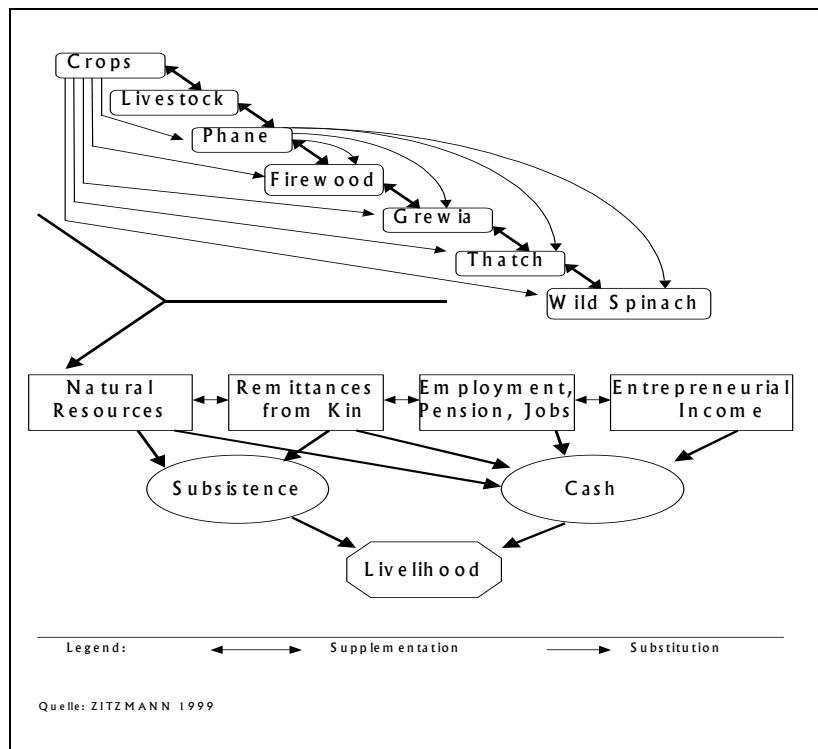 Crops
Livestock
Phane
Firewood
Grewia
Thatch
Wild Spinach
Natural
Resources
Remittances
from Kin
Employment,
Pension, Jobs
Entrepreneurial
Income
Subsistence
Cash
Livelihood
Legend: Supplementation Substitution
Quelle: ZITZMANN 1999